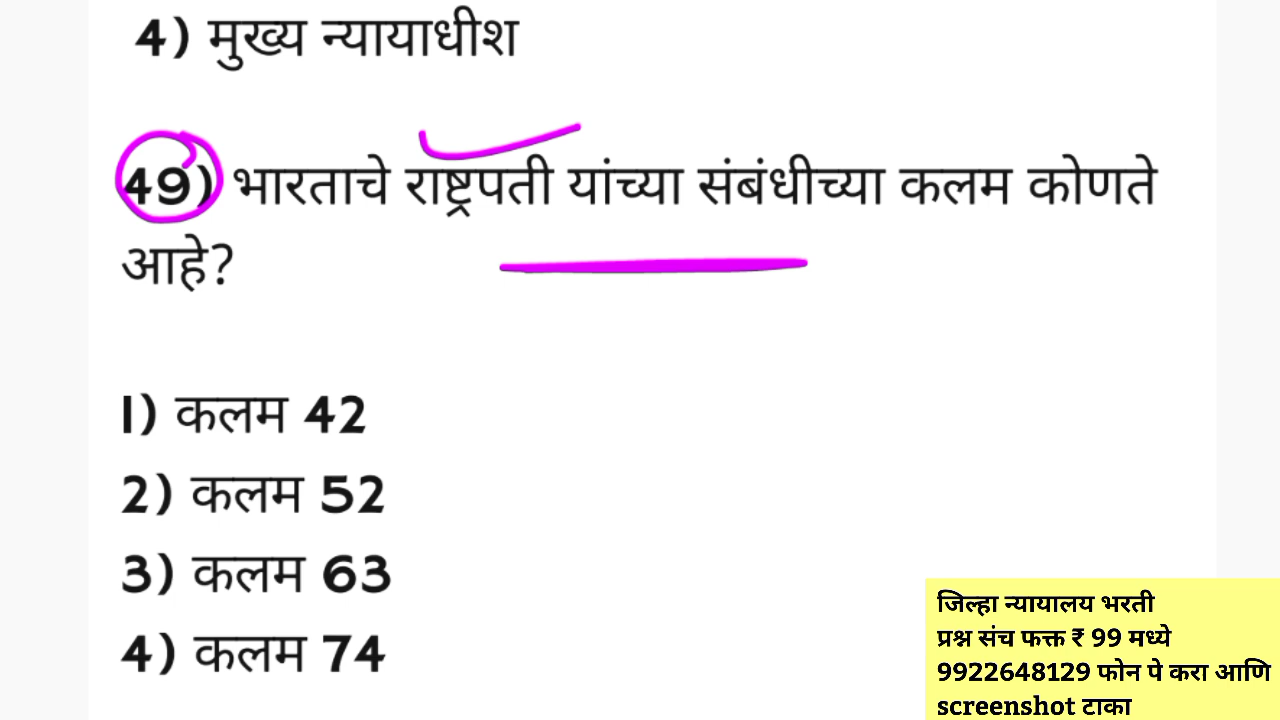 4) मुख्य न्यायाधीश
49) भारताचे राष्ट्रपती यांच्या संबंधीच्या कलम कोणते
आहे?
1) कलम 42
2) कलम 52
3) कलम 63
4) कलम 74
जिल्हा न्यायालय भरती
प्रश्न संच फक्त ₹ 99 मध्ये
9922648129 फोन पे करा आणि
screenshot टाका